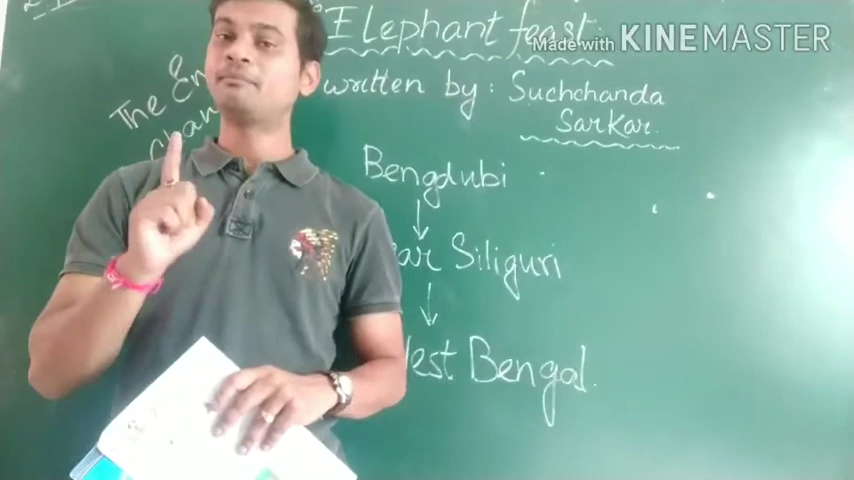 Elephant feast
Made with KINEMASTER
written by: Suchchanda
Sarkar.
The
Bengdubi
Siliguri
Bengal.